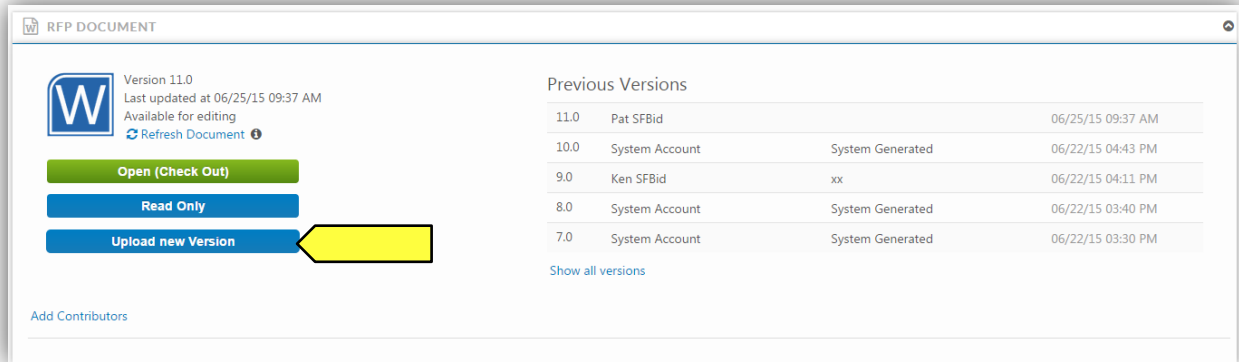 RFP DOCUMENT
W
Version 11.0
Last updated at 06/25/15 09:37 AM
Available for editing
Refresh Document
Open (Check Out)
Read Only
Upload new Version
Add Contributors
Previous Versions
11.0 Pat SFBid 06/25/15 09:37 AM
10.0 System Account System Generated 06/22/15 04:43 PM
9.0 Ken SFBid xx 06/22/15 04:11 PM
8.0 System Account System Generated 06/22/15 03:40 PM
7.0 System Account System Generated 06/22/15 03:30 PM
Show all versions